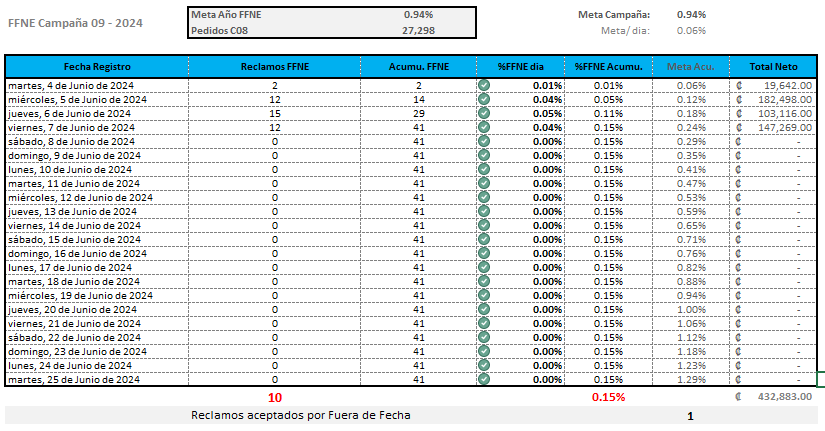 FFNE Campaña 09 - 2024
Meta Año FFNE 0.94% Meta Campaña: 0.94%
Pedidos C08 27,298 Meta/ dia: 0.06%
Fecha Registro Reclamos FFNE Acumu. FFNE %FFNE dia %FFNE Acumu. Meta Acu. Total Neto
martes, 4 de Junio de 2024 2 2 0.01% 0.01% 0.06% ₡ 19,642.00
miércoles, 5 de Junio de 2024 12 14 0.04% 0.05% 0.12% ₡ 182,498.00
jueves, 6 de Junio de 2024 15 29 0.05% 0.11% 0.18% ₡ 103,116.00
viernes, 7 de Junio de 2024 12 41 0.04% 0.15% 0.24% ₡ 147,269.00
sábado, 8 de Junio de 2024 0 41 0.00% 0.15% 0.29% ₡ -
domingo, 9 de Junio de 2024 0 41 0.00% 0.15% 0.35% ₡ -
lunes, 10 de Junio de 2024 0 41 0.00% 0.15% 0.41% ₡ -
martes, 11 de Junio de 2024 0 41 0.00% 0.15% 0.47% ₡ -
miércoles, 12 de Junio de 2024 0 41 0.00% 0.15% 0.53% ₡ -
jueves, 13 de Junio de 2024 0 41 0.00% 0.15% 0.59% ₡ -
viernes, 14 de Junio de 2024 0 41 0.00% 0.15% 0.65% ₡ -
sábado, 15 de Junio de 2024 0 41 0.00% 0.15% 0.71% ₡ -
domingo, 16 de Junio de 2024 0 41 0.00% 0.15% 0.76% ₡ -
lunes, 17 de Junio de 2024 0 41 0.00% 0.15% 0.82% ₡ -
martes, 18 de Junio de 2024 0 41 0.00% 0.15% 0.88% ₡ -
miércoles, 19 de Junio de 2024 0 41 0.00% 0.15% 0.94% ₡ -
jueves, 20 de Junio de 2024 0 41 0.00% 0.15% 1.00% ₡ -
viernes, 21 de Junio de 2024 0 41 0.00% 0.15% 1.06% ₡ -
sábado, 22 de Junio de 2024 0 41 0.00% 0.15% 1.12% ₡ -
domingo, 23 de Junio de 2024 0 41 0.00% 0.15% 1.18% ₡ -
lunes, 24 de Junio de 2024 0 41 0.00% 0.15% 1.23% ₡ -
martes, 25 de Junio de 2024 0 41 0.00% 0.15% 1.29% ₡ -
10 0.15% ₡ 432,883.00
Reclamos aceptados por Fuera de Fecha 1